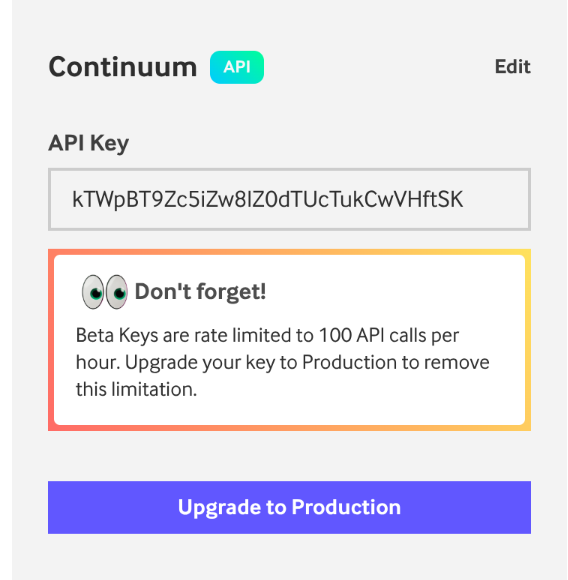 Continuum API
Edit
API Key
kTWpBT9Zc5iZw8lZ0dTUcTukCwVHftSK
Don't forget!
Beta Keys are rate limited to 100 API calls per
hour. Upgrade your key to Production to remove
this limitation.
Upgrade to Production